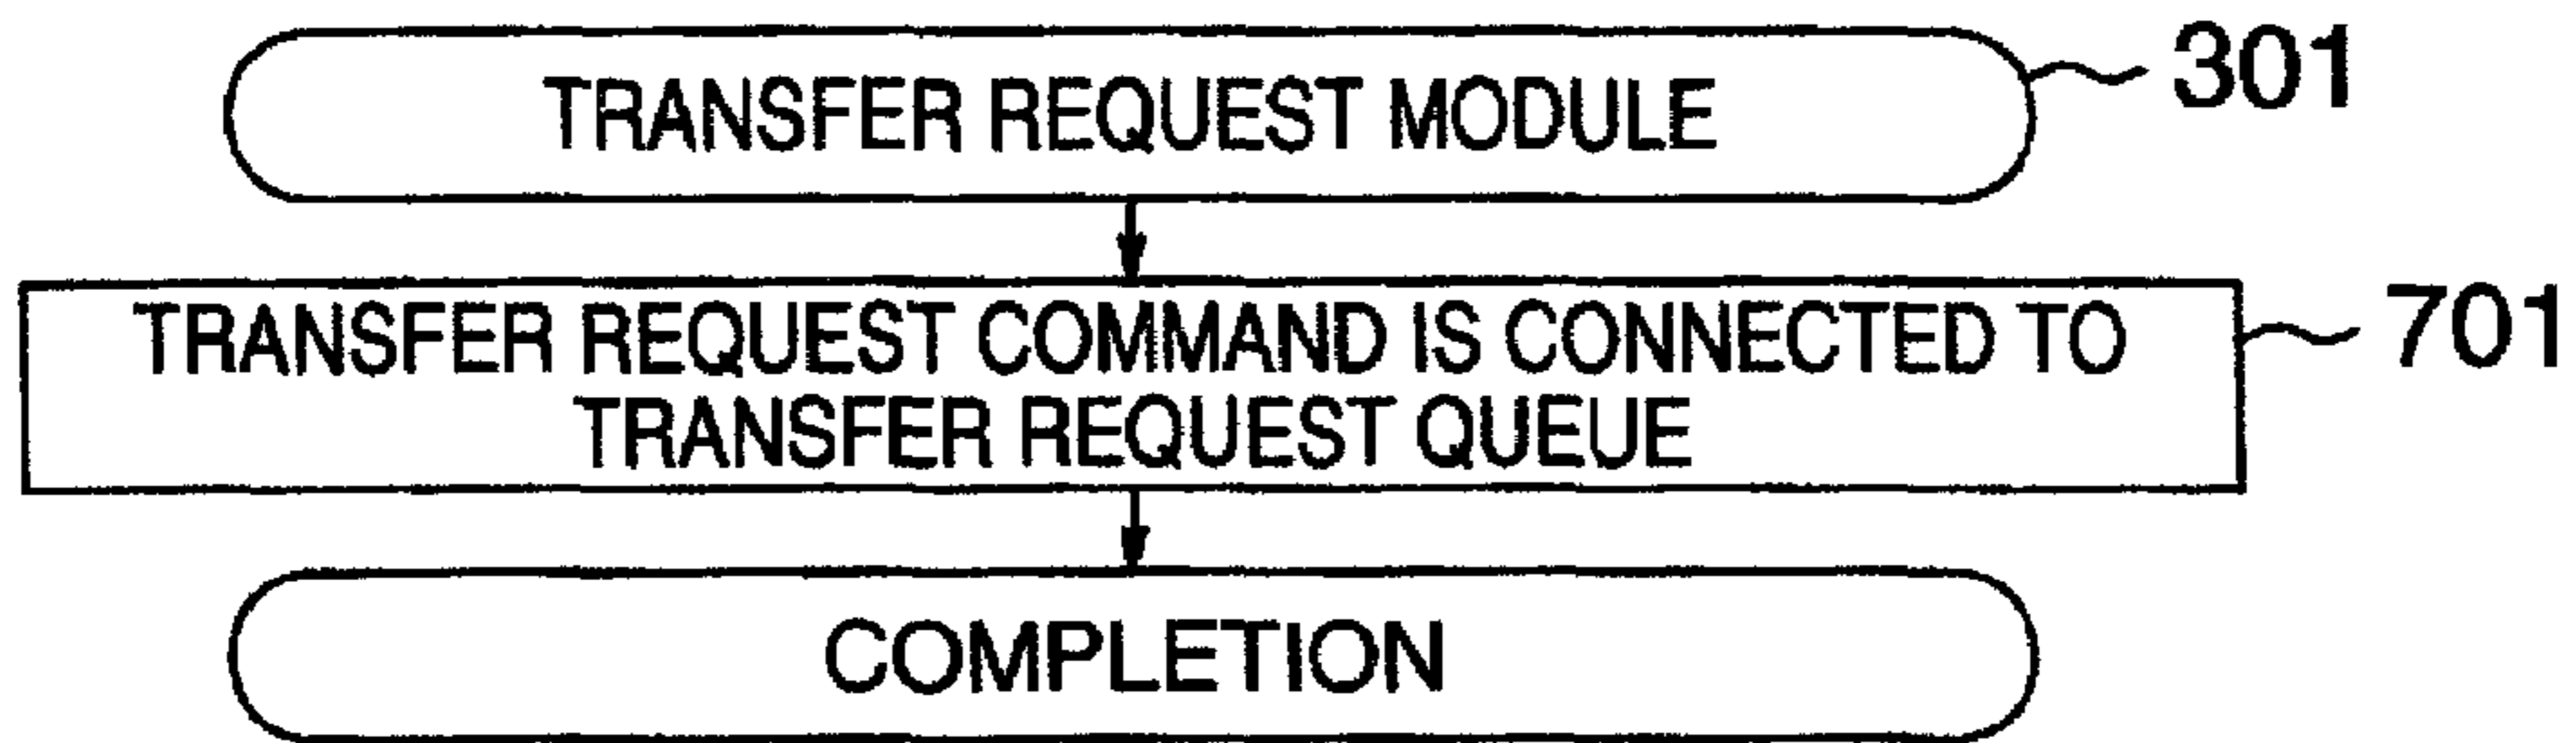 TRANSFER REQUEST MODULE
301
TRANSFER REQUEST COMMAND IS CONNECTED TO
TRANSFER REQUEST QUEUE
701
COMPLETION